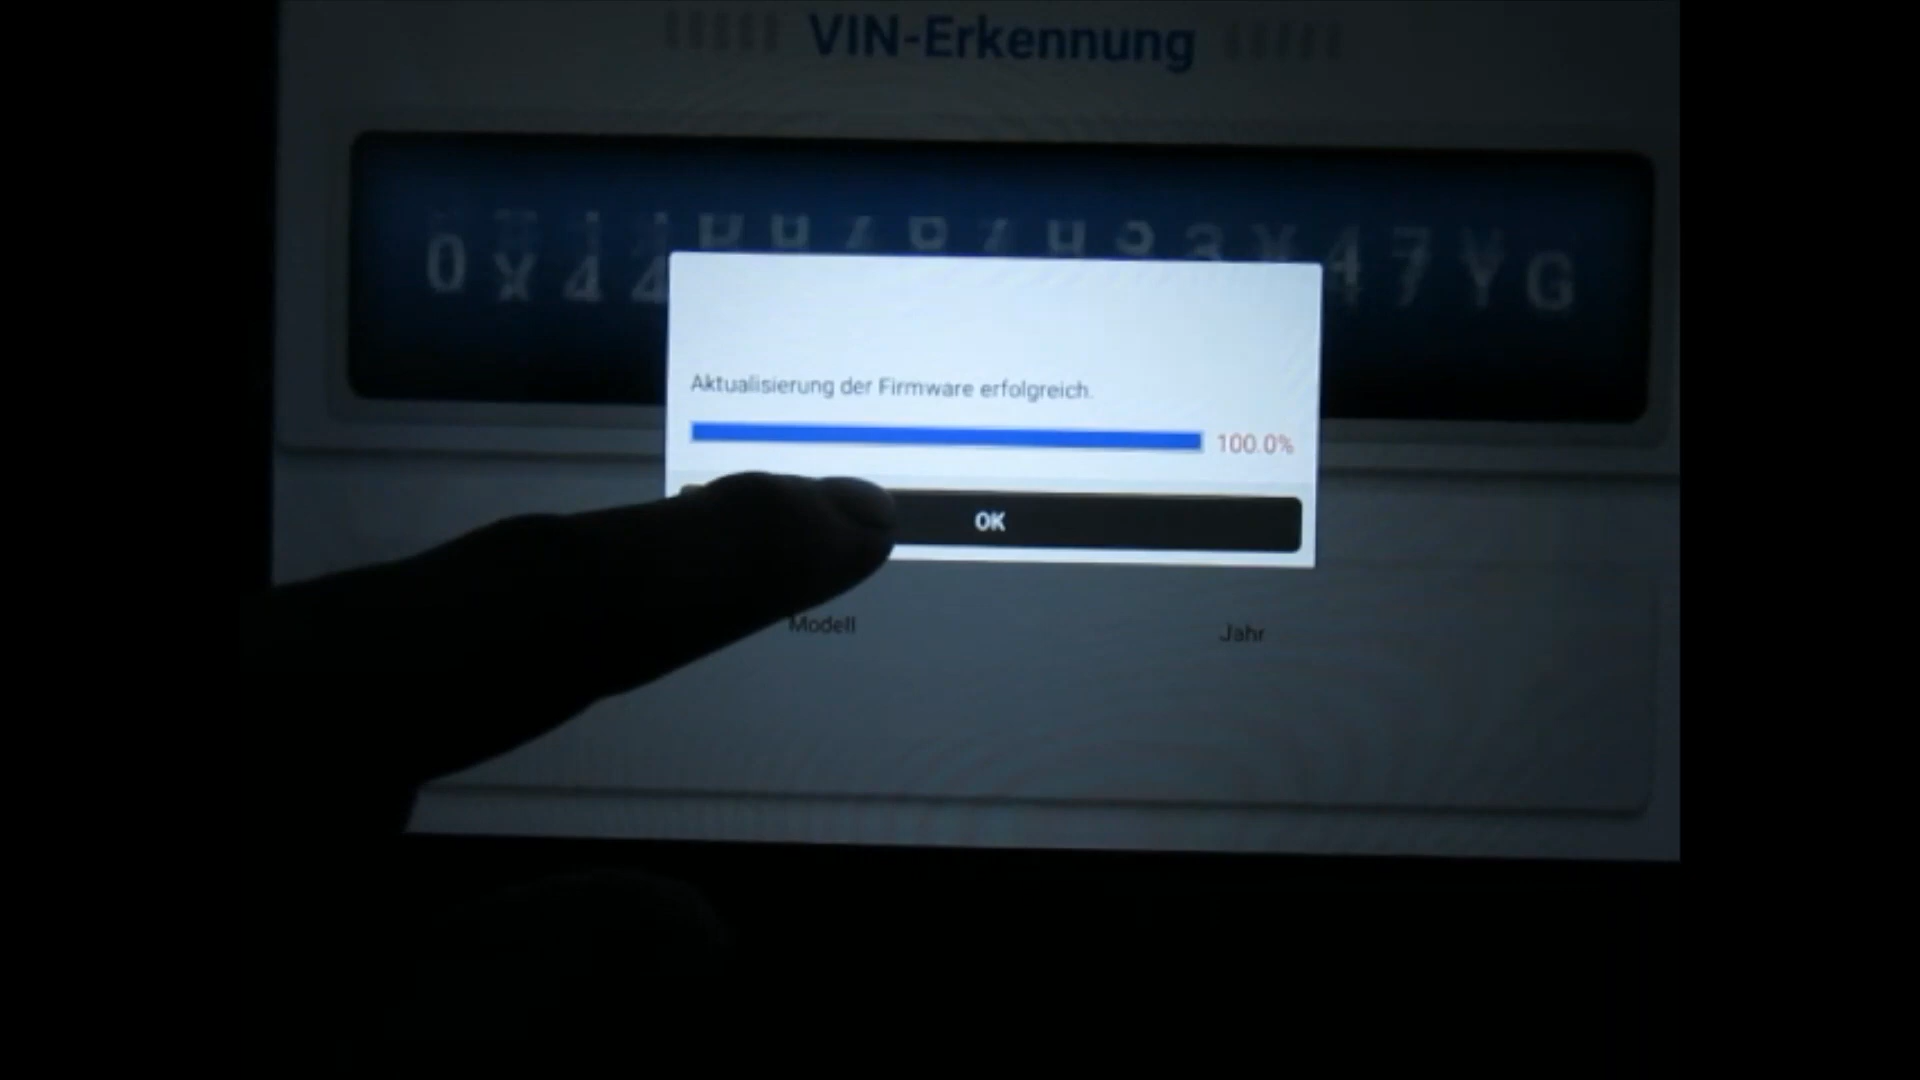 VIN-Erkennung
Aktualisierung der Firmware erfolgreich.
100.0%
OK
Modell
Jahr